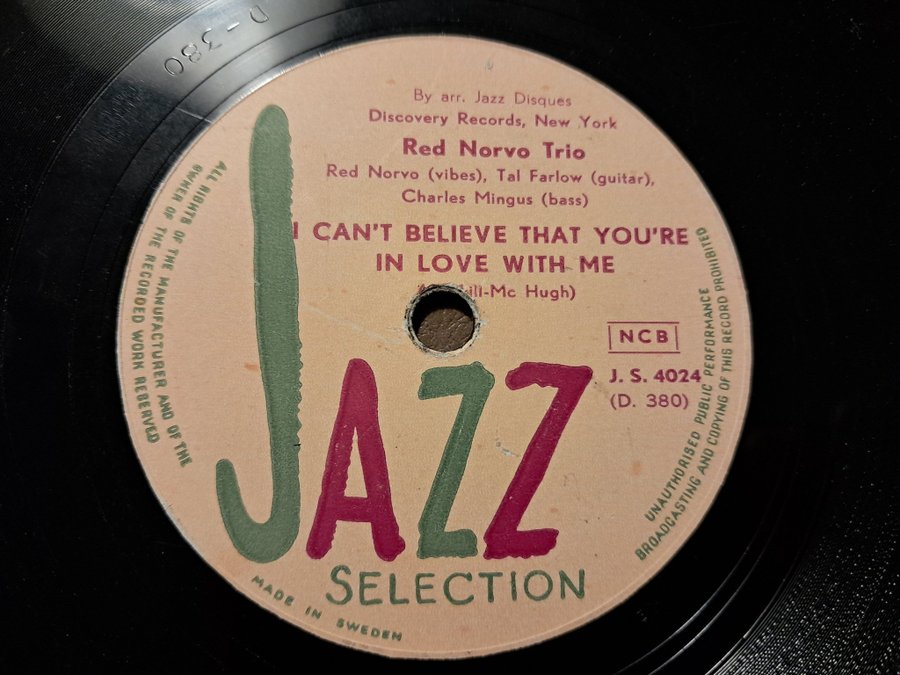 D-380
By arr. Jazz Disques
Discovery Records, New York
Red Norvo Trio
Red Norvo (vibes), Tal Farlow (guitar),
Charles Mingus (bass)
I CAN'T BELIEVE THAT YOU'RE
IN LOVE WITH ME
Hugh)
NCB
J. S. 4024
(D. 380)
JAZZ
SELECTION
MADE IN SWEDEN
ALL RIGHTS OF THE MANUFACTURER AND OF THE
OWNER OF THE RECORDED WORK RESERVED
UNAUTHORISED PUBLIC PERFORMANCE
BROADCASTING AND COPYING OF THIS RECORD PROHIBITED